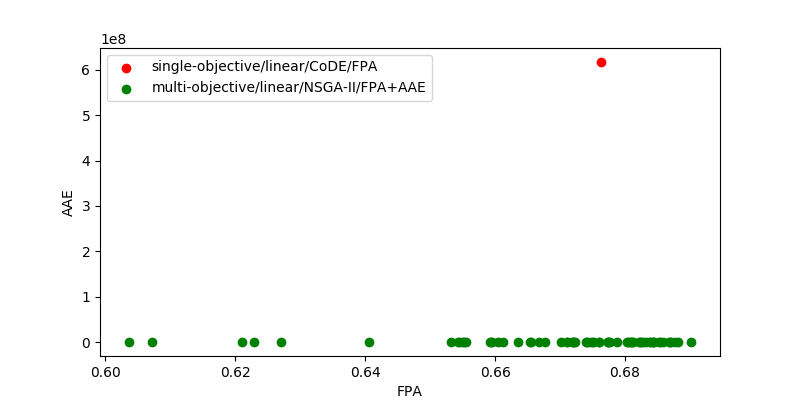 1e8
single-objective/linear/CoDE/FPA
multi-objective/linear/NSGA-II/FPA+AAE
6
5
4
3
2
1
0
AAE
0.60
0.62
0.64
0.66
0.68
FPA